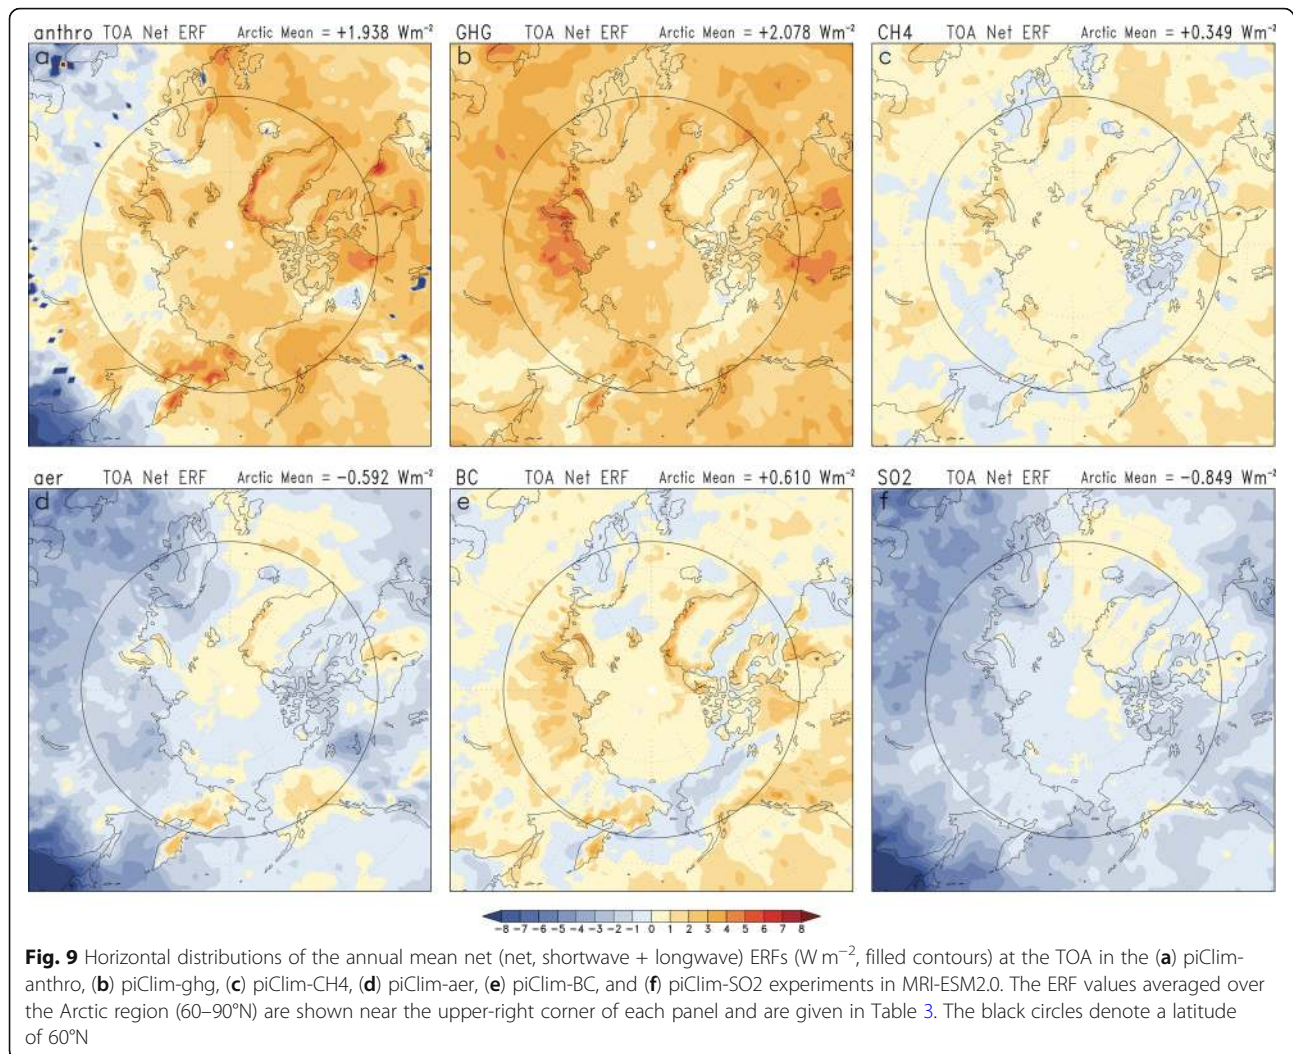 anthro TOA Net ERF Arctic Mean = +1.938 Wm⁻²
GHG TOA Net ERF Arctic Mean = +2.078 Wm⁻²
CH4 TOA Net ERF Arctic Mean = +0.349 Wm⁻²
a
b
c
aer TOA Net ERF Arctic Mean = −0.592 Wm⁻²
BC TOA Net ERF Arctic Mean = +0.610 Wm⁻²
SO2 TOA Net ERF Arctic Mean = −0.849 Wm⁻²
d
e
f
−8 −7 −6 −5 −4 −3 −2 −1 0 1 2 3 4 5 6 7 8
Fig. 9 Horizontal distributions of the annual mean net (net, shortwave + longwave) ERFs (W m⁻², filled contours) at the TOA in the (a) piClim-
anthro, (b) piClim-ghg, (c) piClim-CH4, (d) piClim-aer, (e) piClim-BC, and (f) piClim-SO2 experiments in MRI-ESM2.0. The ERF values averaged over
the Arctic region (60–90°N) are shown near the upper-right corner of each panel and are given in Table 3. The black circles denote a latitude
of 60°N